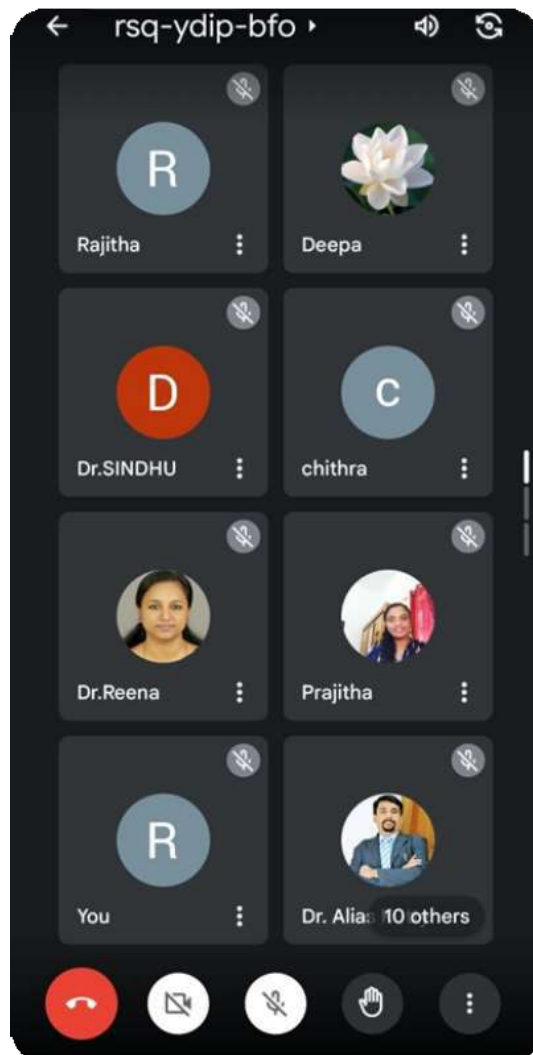 rsq-ydip-bfo
R
Rajitha
Deepa
D
Dr.SINDHU
c
chithra
Dr.Reena
Prajitha
R
You
Dr. Alias
10 others